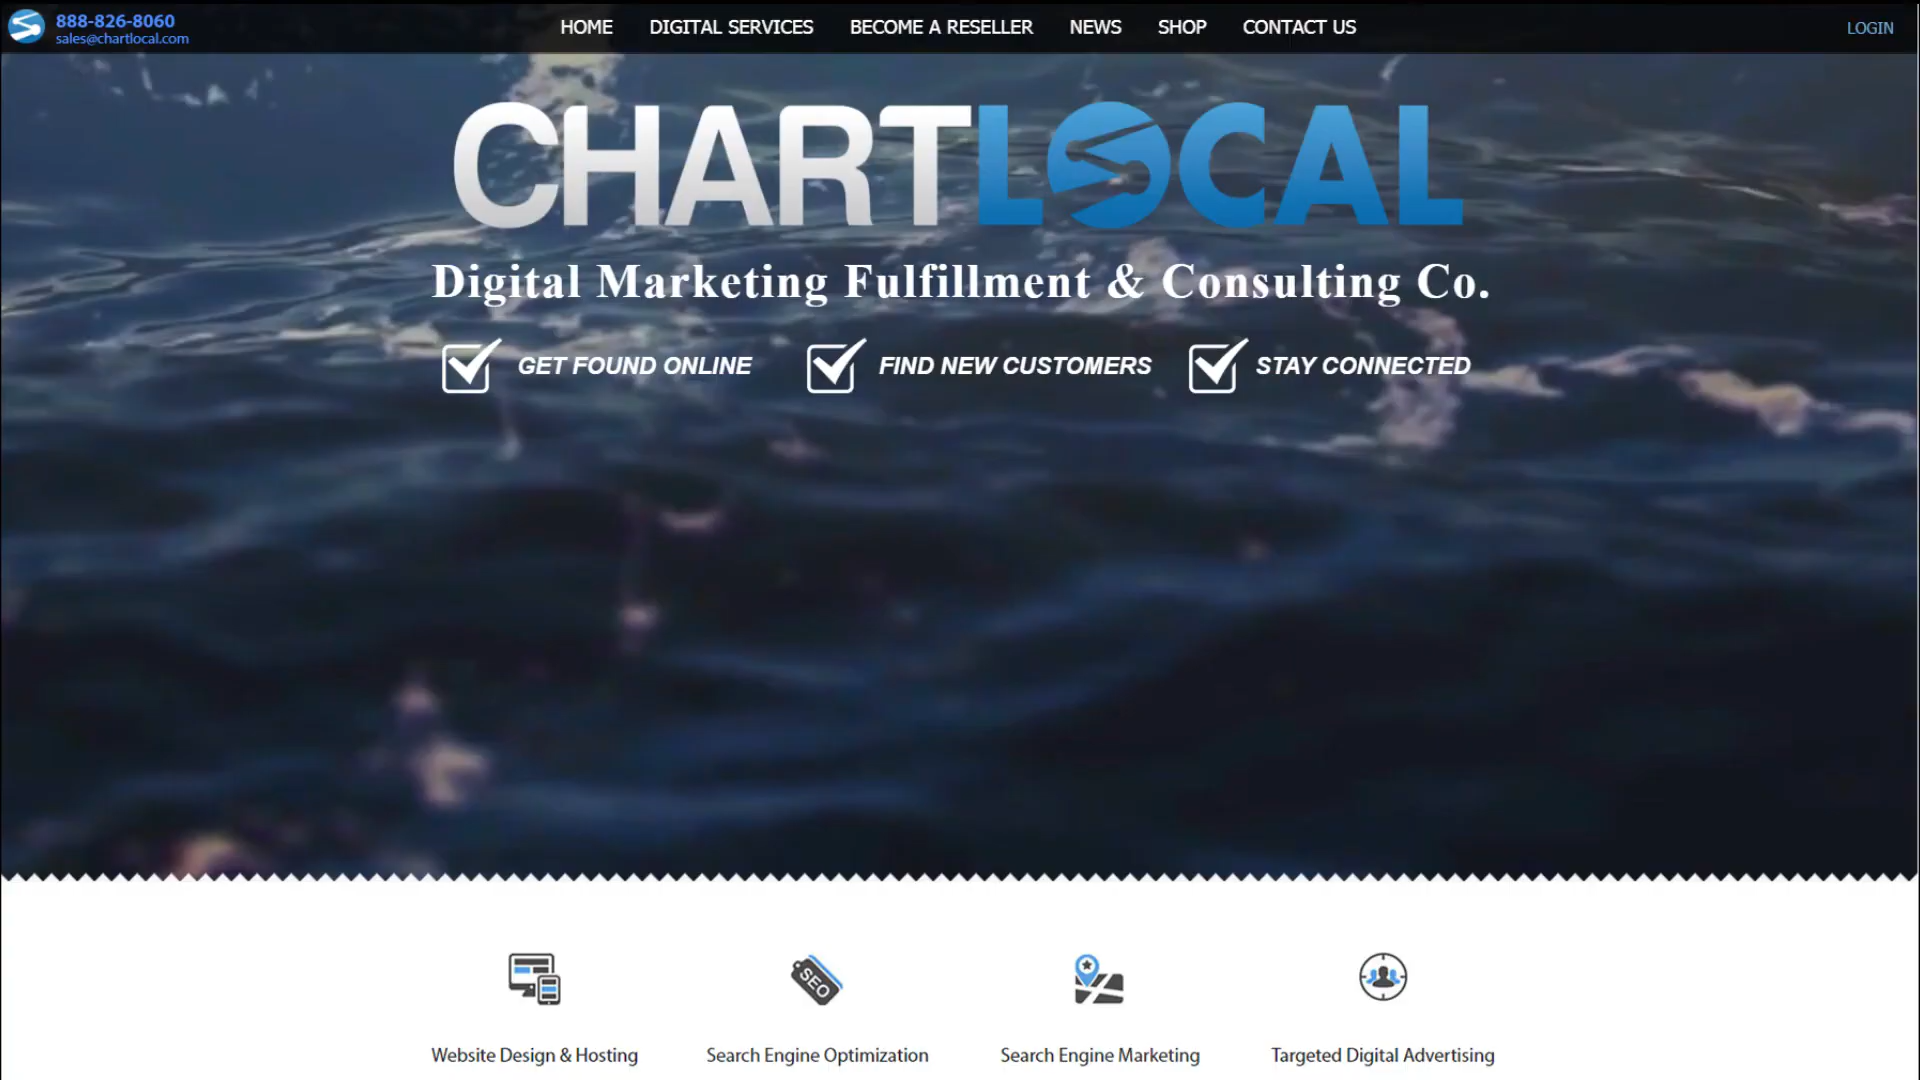 888-826-8060
sales@chartlocal.com
HOME DIGITAL SERVICES BECOME A RESELLER NEWS SHOP CONTACT US
LOGIN
CHARTLOCAL
Digital Marketing Fulfillment & Consulting Co.
GET FOUND ONLINE FIND NEW CUSTOMERS STAY CONNECTED
SEO
Website Design & Hosting Search Engine Optimization Search Engine Marketing Targeted Digital Advertising